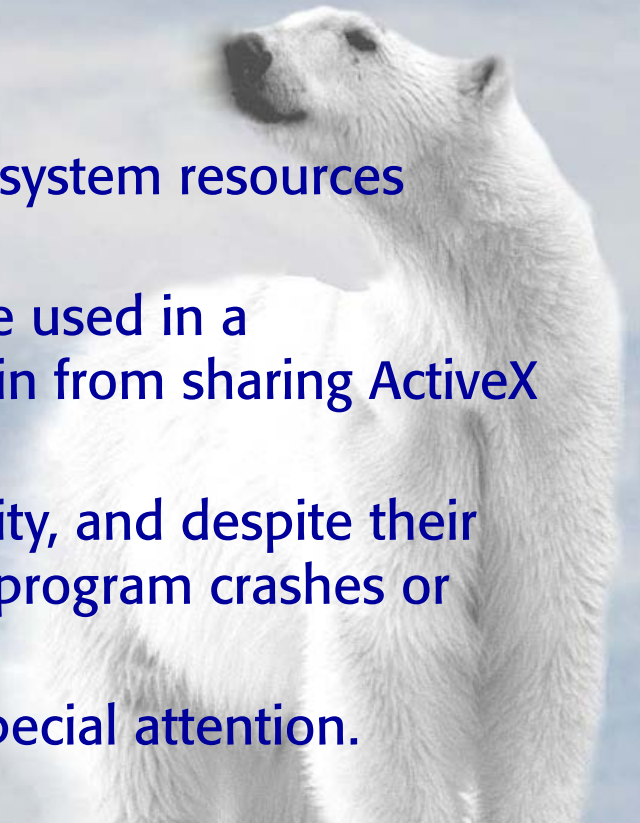 system resources
e used in a
in from sharing ActiveX
ity, and despite their
program crashes or
pecial attention.